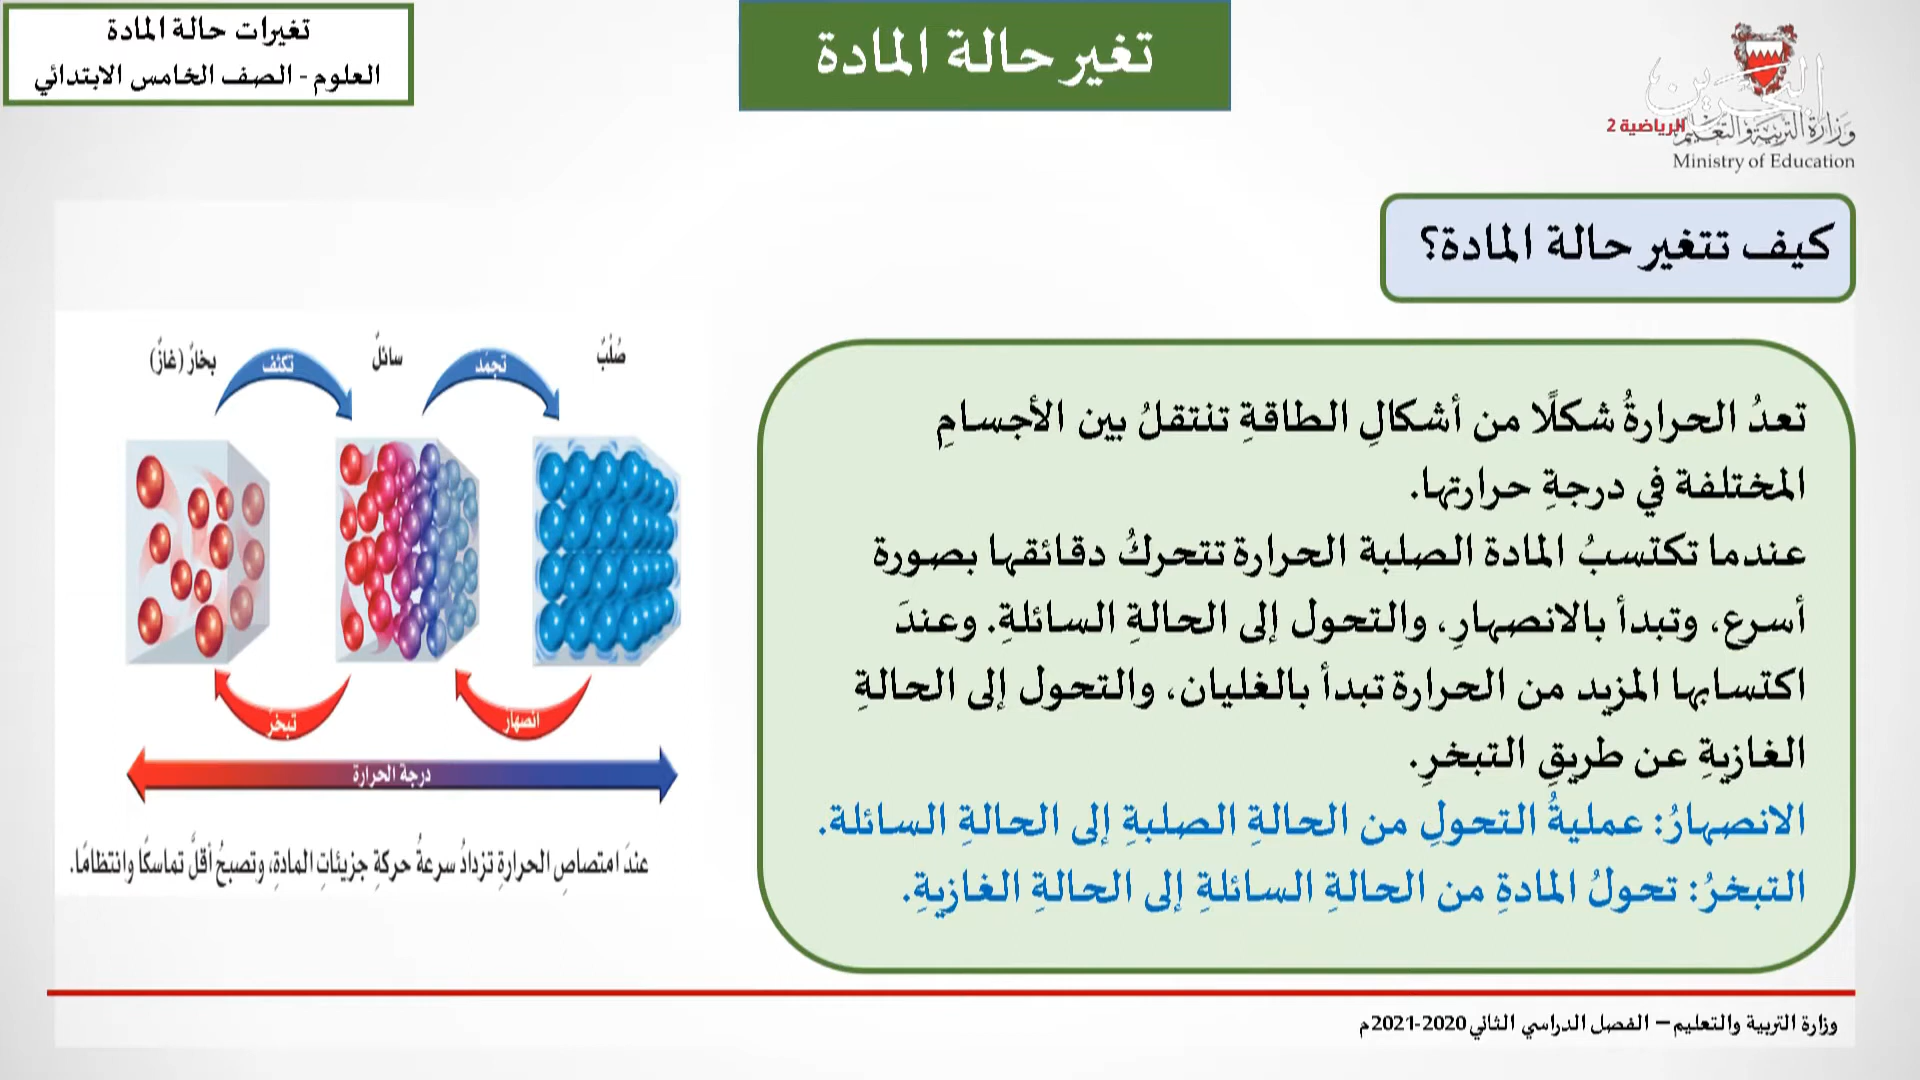 تغيرات حالة المادة
العلوم - الصف الخامس الابتدائي
تغير حالة المادة
البحرين
الرياضية 2
وزارة التربية والتعليم
Ministry of Education
كيف تتغير حالة المادة؟
تعدُ الحرارةُ شكلًا من أشكالِ الطاقةِ تنتقلُ بين الأجسامِ
المختلفة في درجةِ حرارتها.
عندما تكتسبُ المادة الصلبة الحرارة تتحركُ دقائقها بصورة
أسرع، وتبدأ بالانصهارِ، والتحول إلى الحالةِ السائلةِ. وعندَ
اكتسابها المزيد من الحرارة تبدأ بالغليان، والتحول إلى الحالةِ
الغازيةِ عن طريقِ التبخرِ.
الانصهارُ: عمليةُ التحولِ من الحالةِ الصلبةِ إلى الحالةِ السائلة.
التبخرُ: تحولُ المادةِ من الحالةِ السائلةِ إلى الحالةِ الغازيةِ.
صُلْبٌ
سائلٌ
بخارٌ (غازٌ)
تجمّد
تكثف
انصهار
تبخر
درجة الحرارة
عندَ امتصاصِ الحرارةِ تزدادُ سرعةُ حركةِ جزيئاتِ المادةِ، وتصبحُ أقلَّ تماسكًا وانتظامًا.
وزارة التربية والتعليم – الفصل الدراسي الثاني 2020-2021م